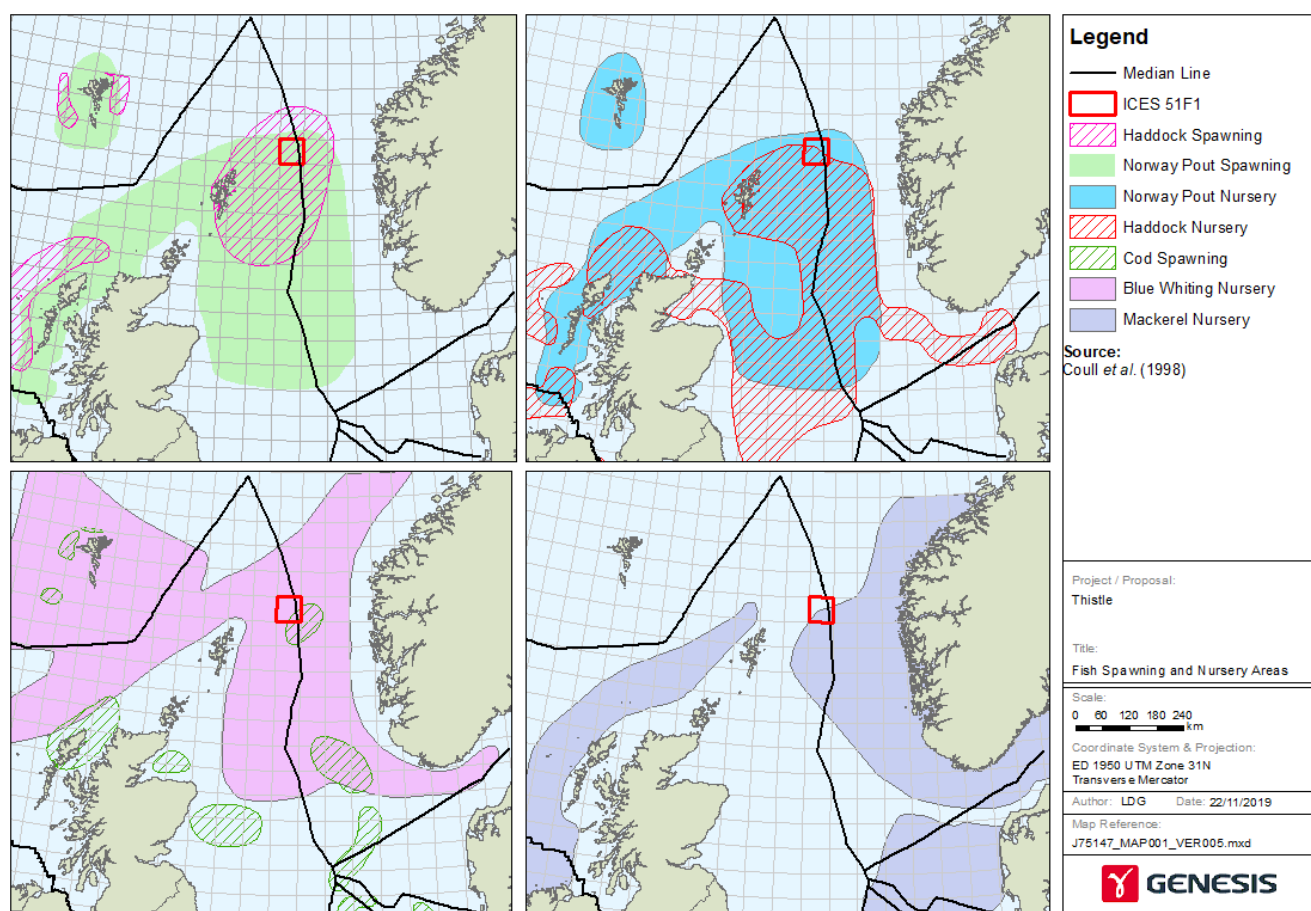 Legend
Median Line
ICES 51F1
Haddock Spawning
Norway Pout Spawning
Norway Pout Nursery
Haddock Nursery
Cod Spawning
Blue Whiting Nursery
Mackerel Nursery
Source:
Coull et al. (1998)
Project / Proposal:
Thistle
Title:
Fish Spawning and Nursery Areas
Scale:
0 60 120 180 240
km
Coordinate System & Projection:
ED 1950 UTM Zone 31N
Transverse Mercator
Author: LDG Date: 22/11/2019
Map Reference:
J75147_MAP001_VER005.mxd
GENESIS